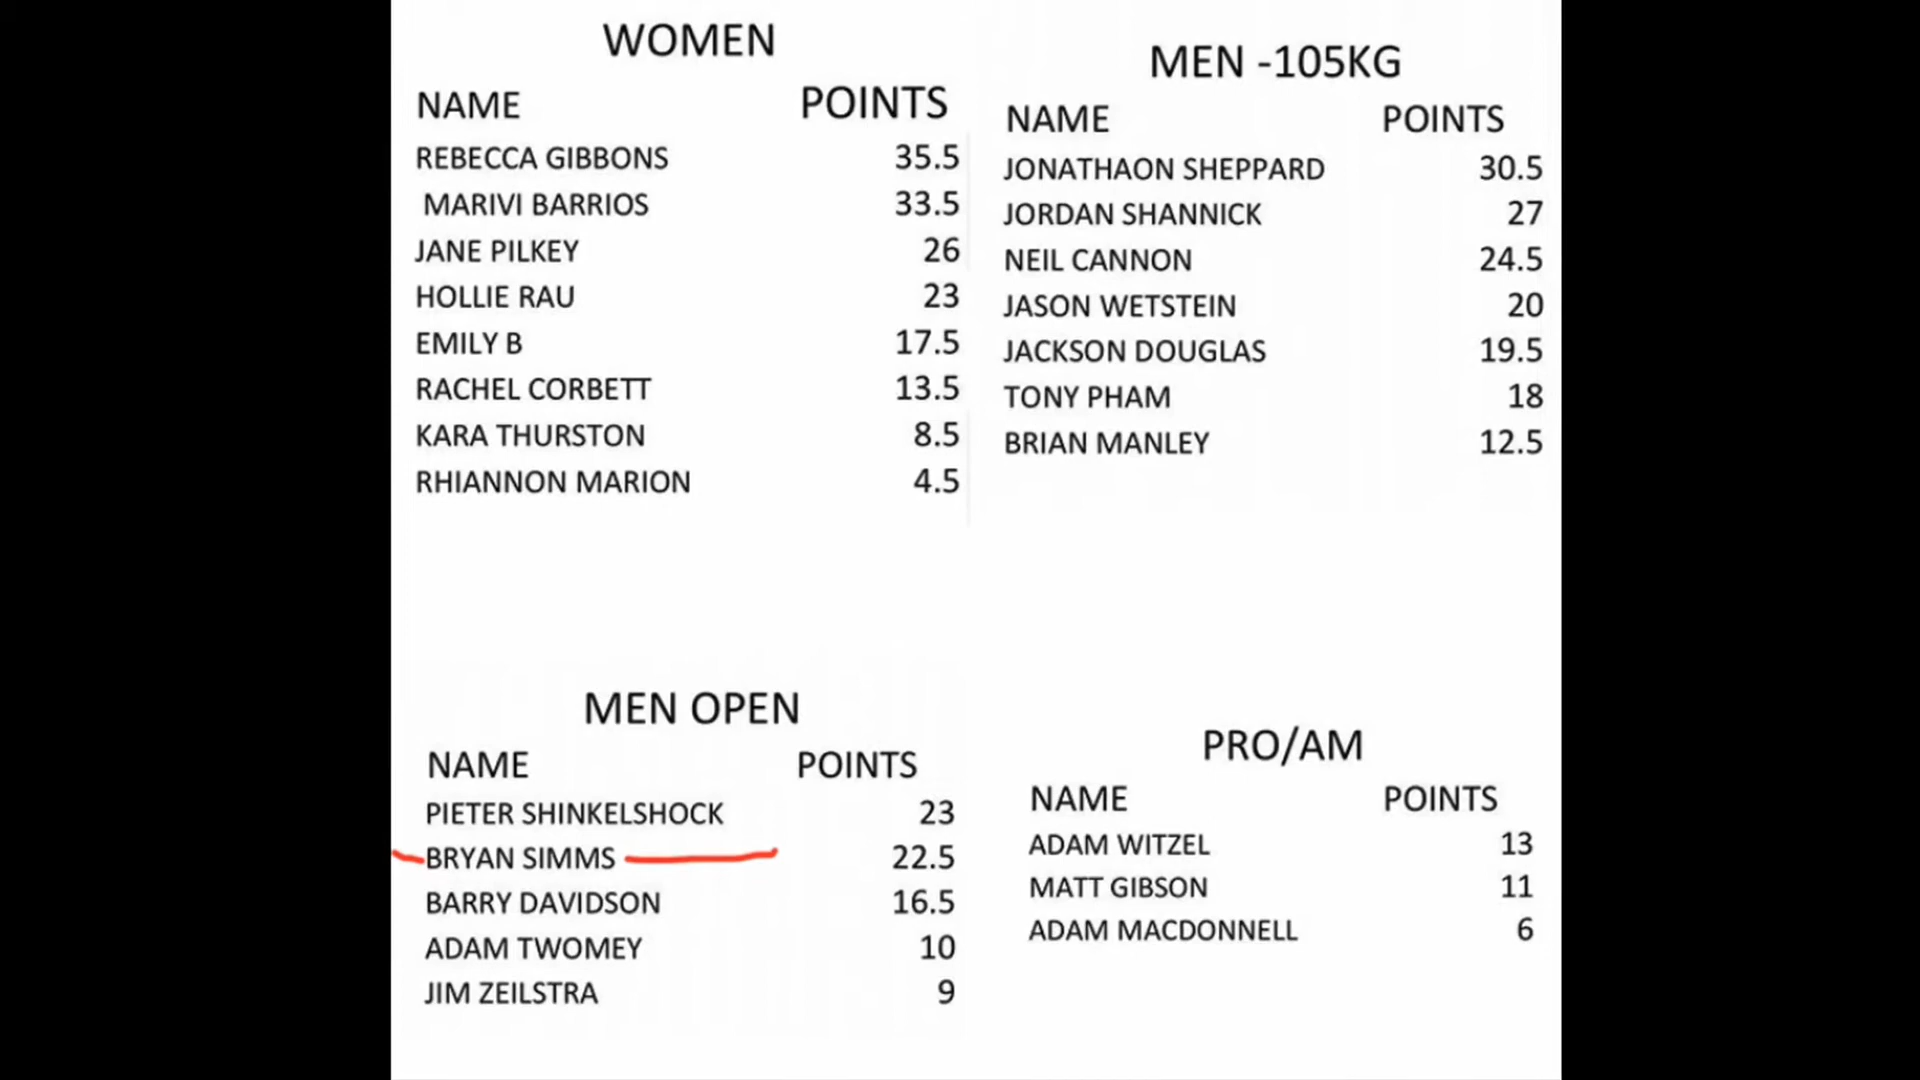 WOMEN
NAME POINTS
REBECCA GIBBONS 35.5
MARIVI BARRIOS 33.5
JANE PILKEY 26
HOLLIE RAU 23
EMILY B 17.5
RACHEL CORBETT 13.5
KARA THURSTON 8.5
RHIANNON MARION 4.5
MEN -105KG
NAME POINTS
JONATHAON SHEPPARD 30.5
JORDAN SHANNICK 27
NEIL CANNON 24.5
JASON WETSTEIN 20
JACKSON DOUGLAS 19.5
TONY PHAM 18
BRIAN MANLEY 12.5
MEN OPEN
NAME POINTS
PIETER SHINKELSHOCK 23
BRYAN SIMMS 22.5
BARRY DAVIDSON 16.5
ADAM TWOMEY 10
JIM ZEILSTRA 9
PRO/AM
NAME POINTS
ADAM WITZEL 13
MATT GIBSON 11
ADAM MACDONNELL 6